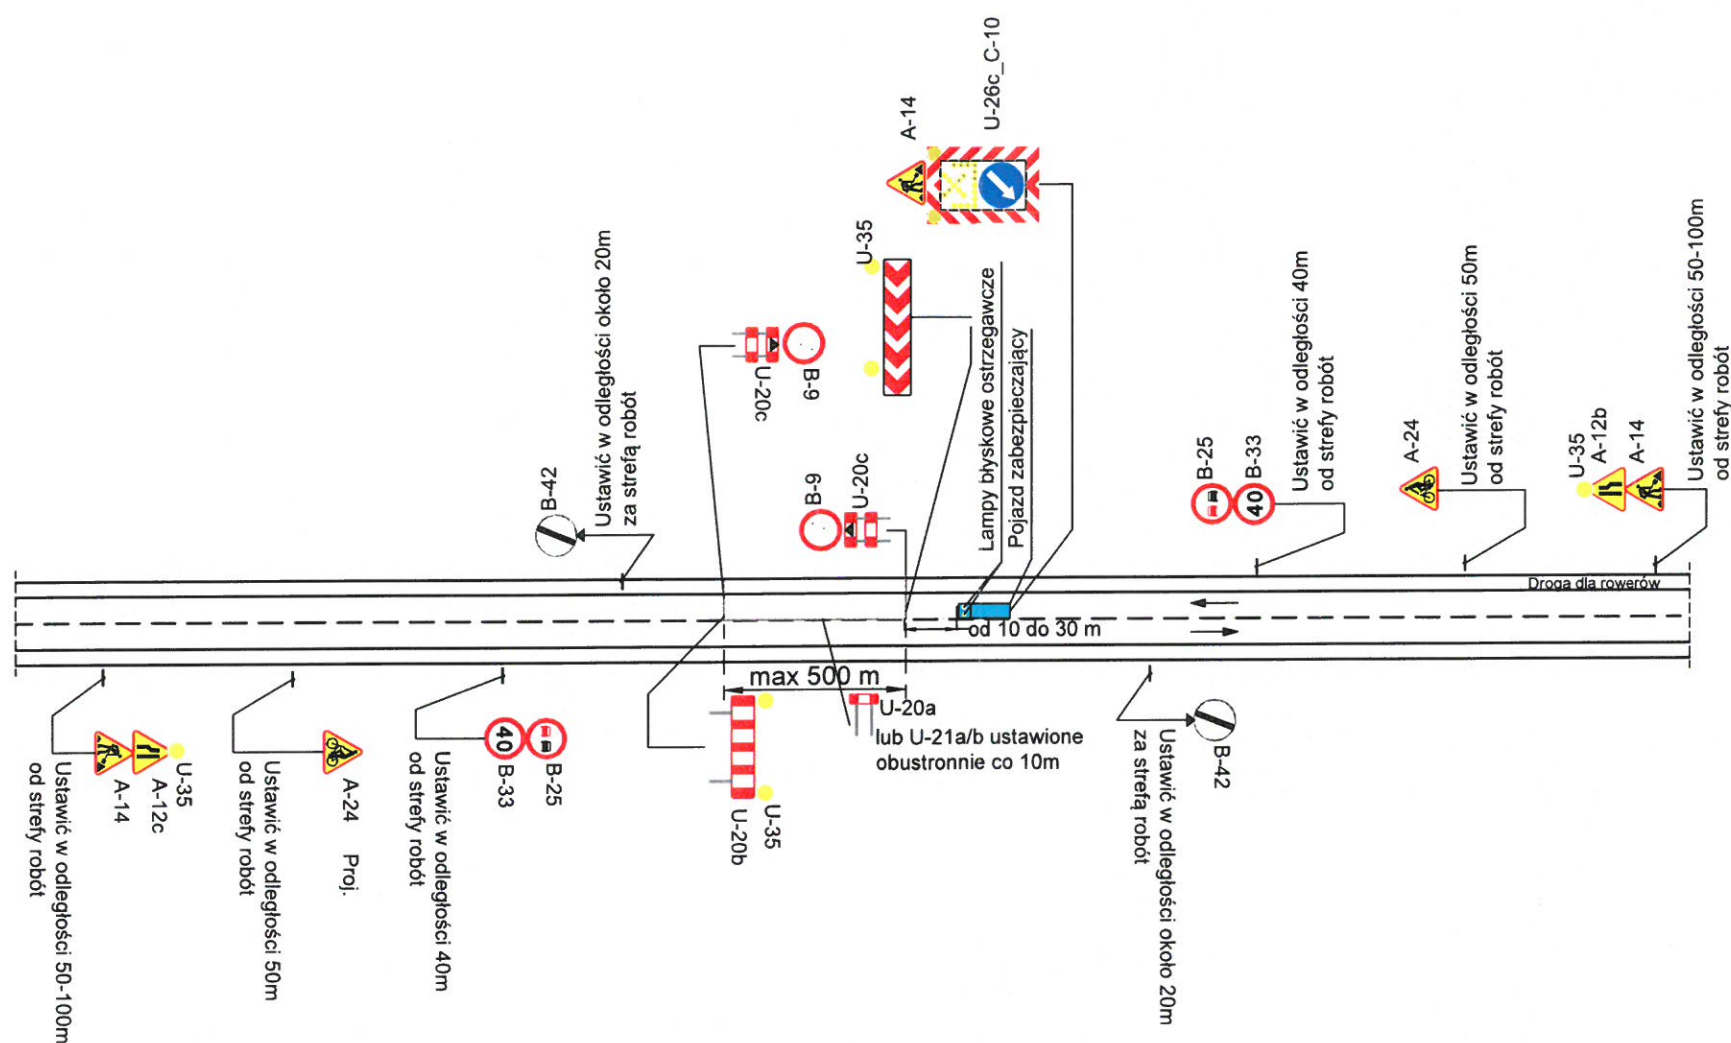 A-14
U-26c_C-10
U-35
Ustawić w odległości około 20m
za strefą robót
B-42
U-20c
B-9
B-9
U-20c
Lampy błyskowe ostrzegawcze
Pojazd zabezpieczający
B-25
B-33
40
Ustawić w odległości 40m
od strefy robót
A-24
Ustawić w odległości 50m
od strefy robót
U-35
A-12b
A-14
Ustawić w odległości 50-100m
od strefy robót
Droga dla rowerów
od 10 do 30 m
max 500 m
U-20a
lub U-21a/b ustawione
obustronnie co 10m
U-35
U-20b
B-42
Ustawić w odległości około 20m
za strefą robót
40
B-25
B-33
Ustawić w odległości 40m
od strefy robót
A-24 Proj.
Ustawić w odległości 50m
od strefy robót
U-35
A-12c
A-14
Ustawić w odległości 50-100m
od strefy robót